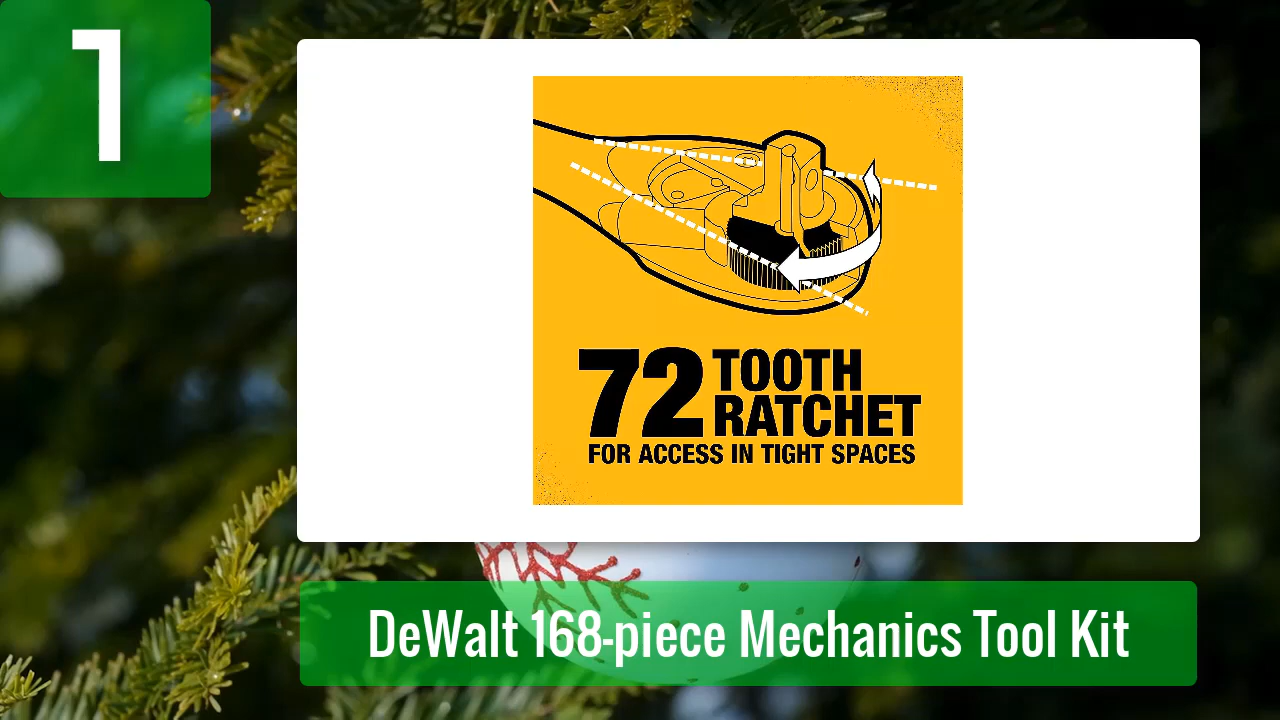 1
72 TOOTH
RATCHET
FOR ACCESS IN TIGHT SPACES
DeWalt 168-piece Mechanics Tool Kit